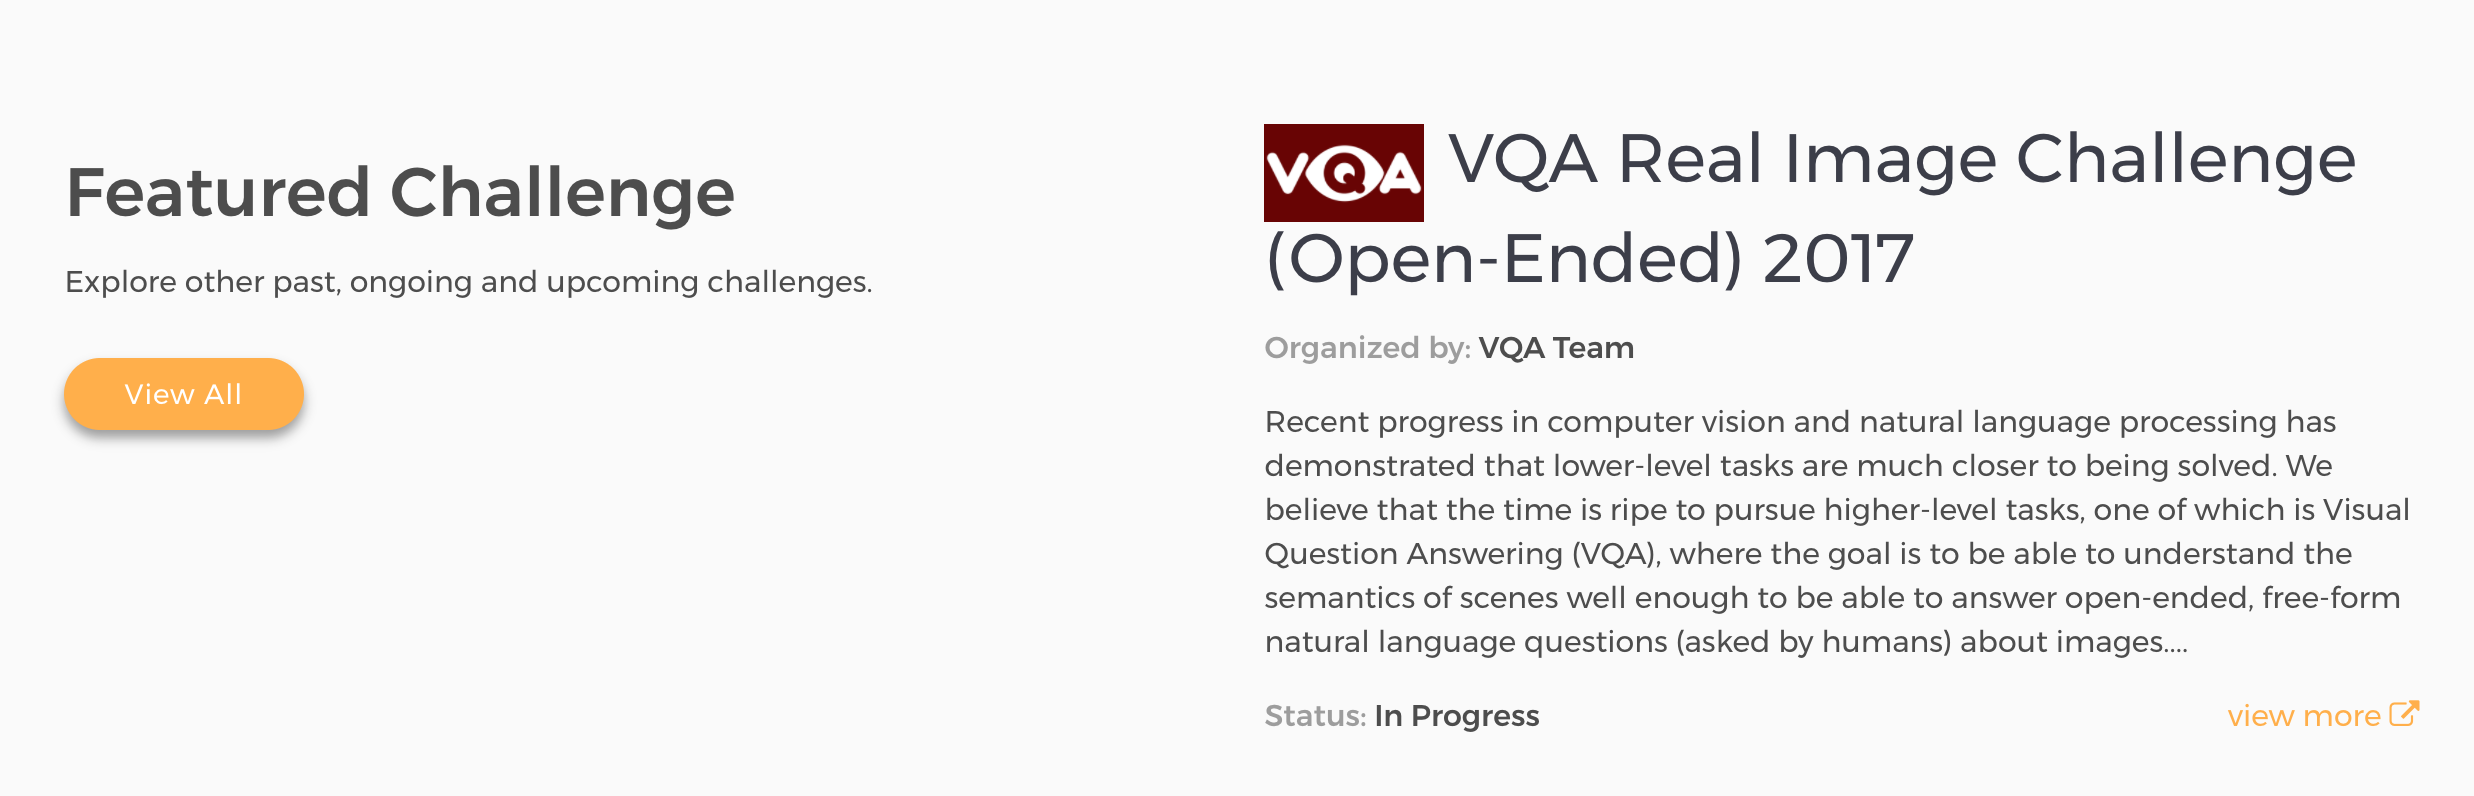 Featured Challenge
Explore other past, ongoing and upcoming challenges.
View All
VQA VQA Real Image Challenge
(Open-Ended) 2017
Organized by: VQA Team
Recent progress in computer vision and natural language processing has
demonstrated that lower-level tasks are much closer to being solved. We
believe that the time is ripe to pursue higher-level tasks, one of which is Visual
Question Answering (VQA), where the goal is to be able to understand the
semantics of scenes well enough to be able to answer open-ended, free-form
natural language questions (asked by humans) about images....
Status: In Progress
view more